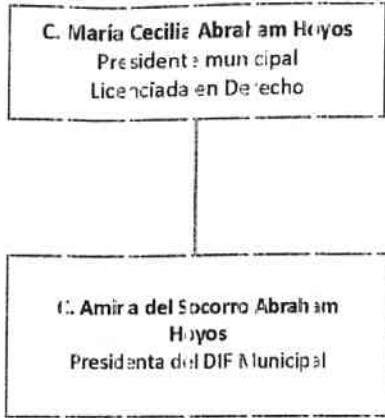 C. María Cecilia Abraham Hoyos
Presidente municipal
Licenciada en Derecho
C. Amira del Socorro Abraham
Hoyos
Presidenta del DIF Municipal